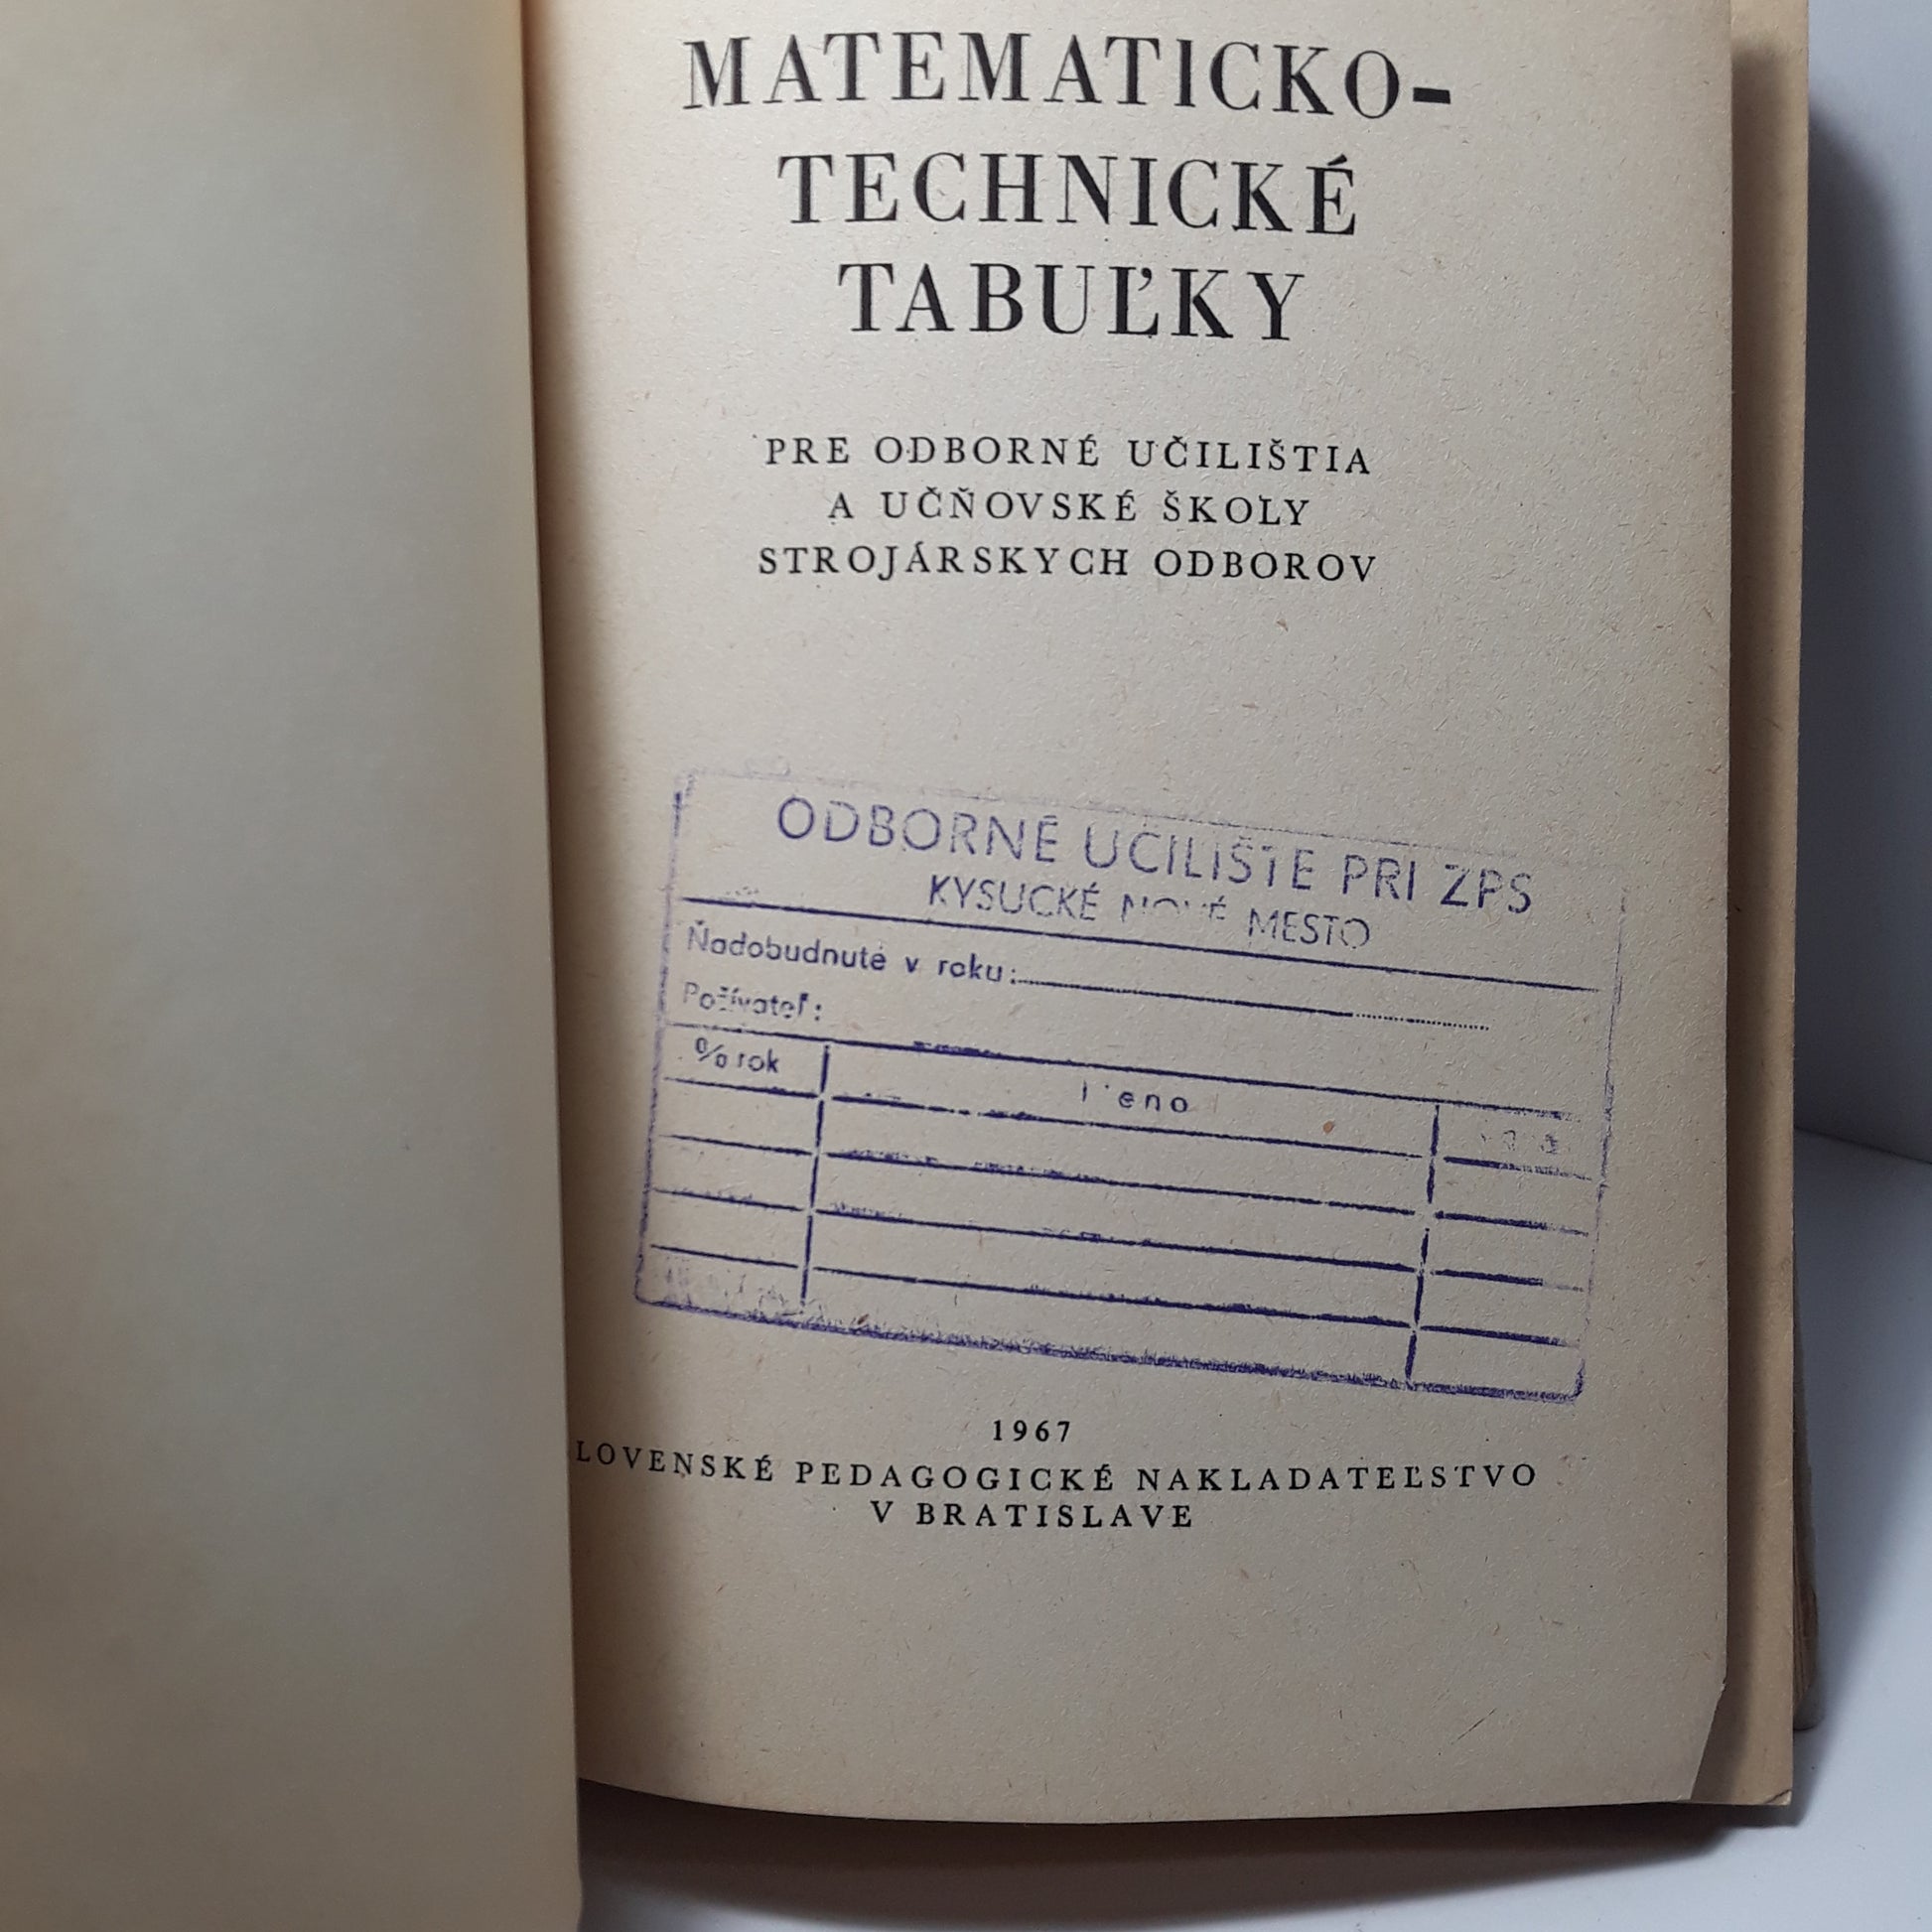 MATEMATICKO-
TECHNICKÉ
TABUĽKY
PRE ODBORNÉ UČILIŠTIA
A UČŇOVSKÉ ŠKOLY
STROJÁRSKYCH ODBOROV
ODBORNÉ UČILIŠTE PRI ZPS
KYSUCKÉ NOVÉ MESTO
Nadobudnuté v roku:
Požívateľ:
% rok
1967
LOVENSKÉ PEDAGOGICKÉ NAKLADATEĽSTVO
V BRATISLAVE